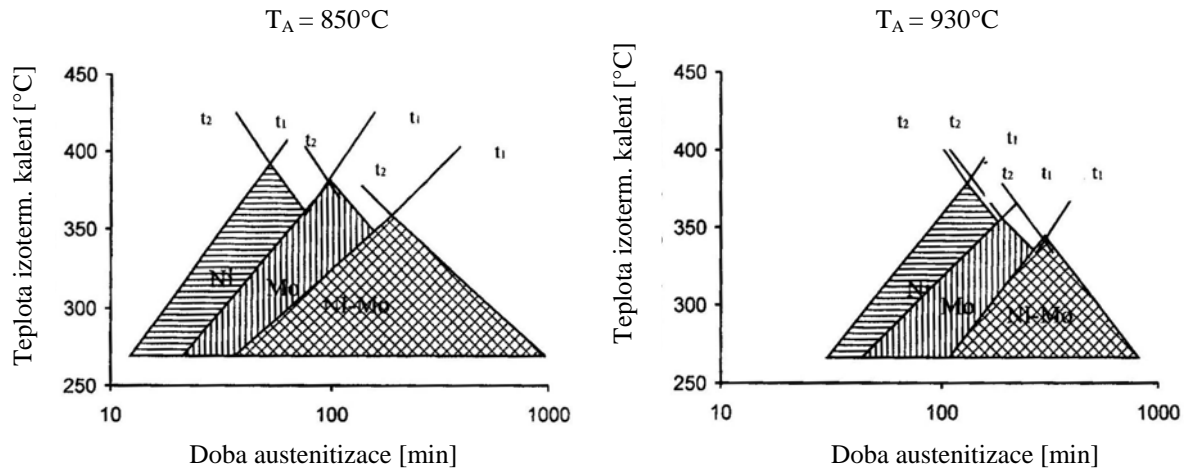 T_A = 850°C
Teplota izoterm. kalení [°C]
450
400
350
300
250
t₂
t₁
t₂
t₁
t₂
t₁
Ni
Mo
Ni-Mo
10
100
1000
Doba austenitizace [min]
T_A = 930°C
Teplota izoterm. kalení [°C]
450
400
350
300
250
t₂
t₂
t₁
t₂
t₁
t₁
Mo
Ni-Mo
10
100
1000
Doba austenitizace [min]